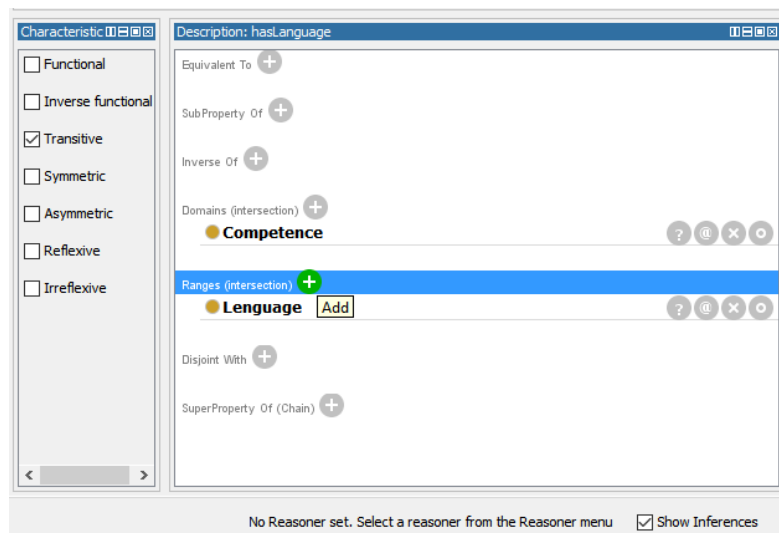 Characteristic
Description: hasLanguage
Functional
Inverse functional
Transitive
Symmetric
Asymmetric
Reflexive
Irreflexive
Equivalent To
SubProperty Of
Inverse Of
Domains (intersection)
Competence
? @
Ranges (intersection)
Lenguage Add
? @
Disjoint With
SuperProperty Of (Chain)
No Reasoner set. Select a reasoner from the Reasoner menu Show Inferences